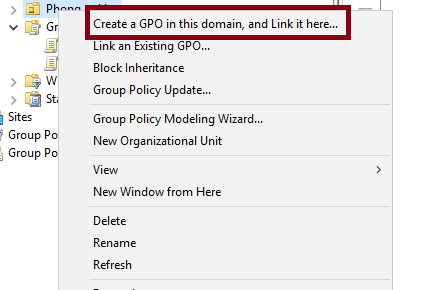 Phong
Create a GPO in this domain, and Link it here...
Gr
Link an Existing GPO...
Block Inheritance
Group Policy Update...
W
Sta
Group Policy Modeling Wizard...
Sites
New Organizational Unit
Group Po
Group Po
View
New Window from Here
Delete
Rename
Refresh